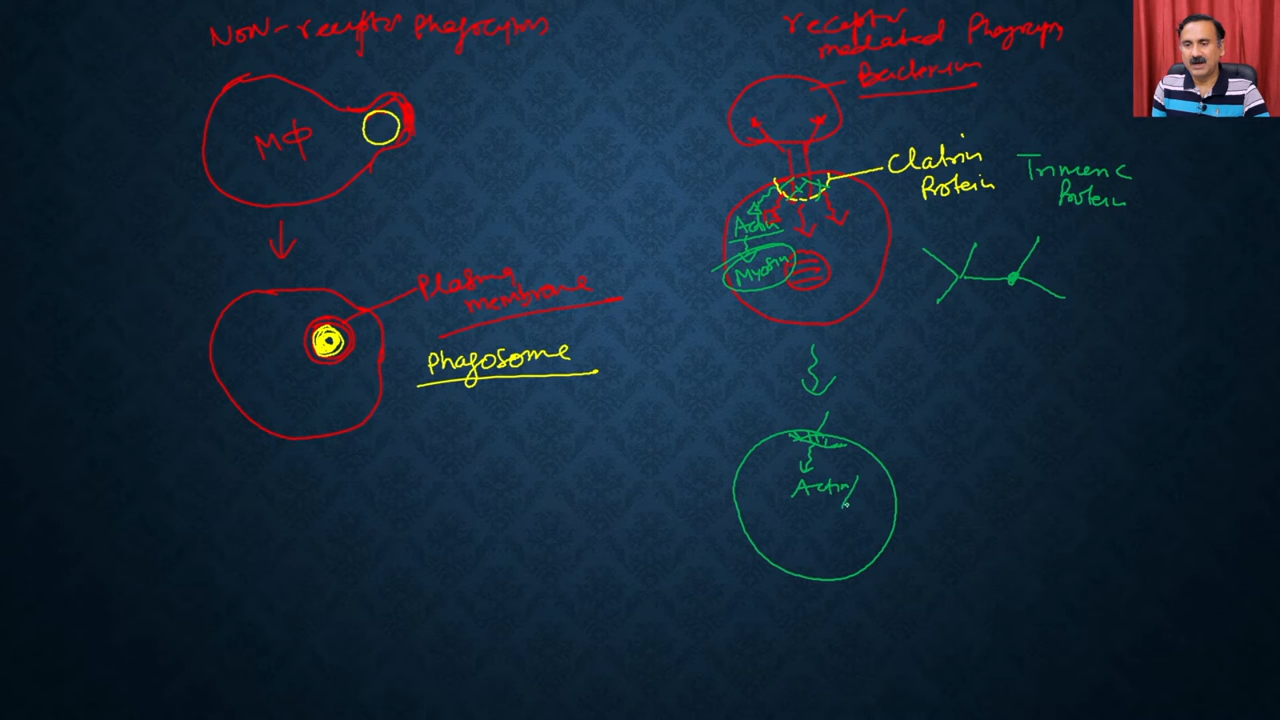 Non-receptor Phagocytosis
MΦ
Plasma
membrane
Phagosome
receptor
mediated Phagocytosis
Bacterium
Clatrin
Protein
Trimeric
Protein
Actin
Myosin
Actin/